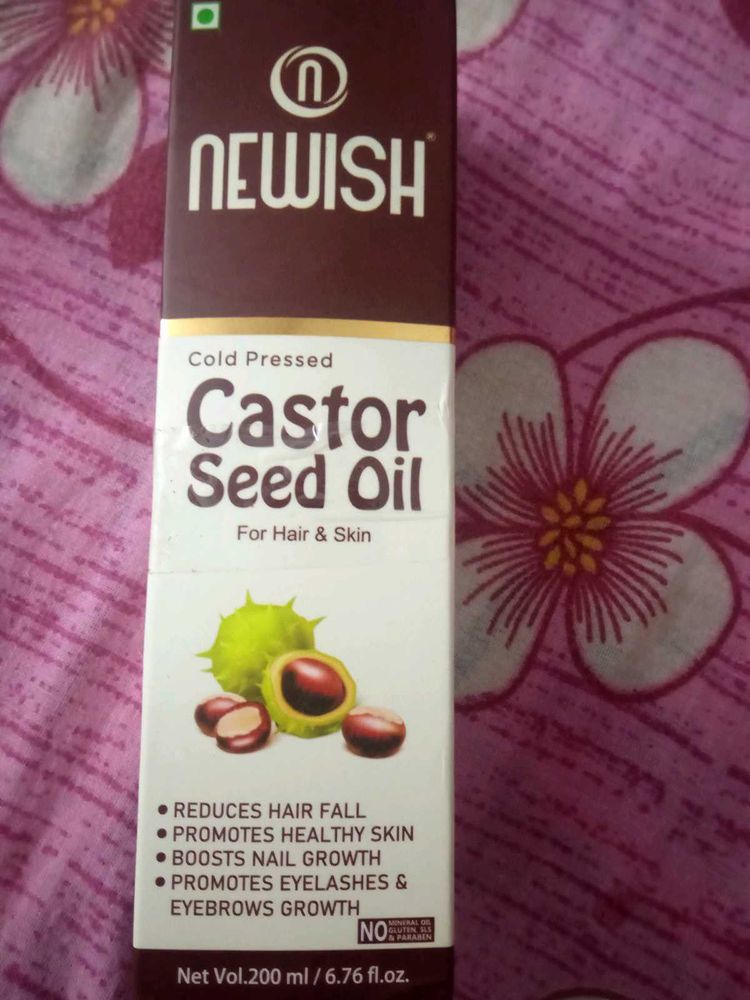 n
NEWISH®
Cold Pressed
Castor
Seed Oil
For Hair & Skin
• REDUCES HAIR FALL
• PROMOTES HEALTHY SKIN
• BOOSTS NAIL GROWTH
• PROMOTES EYELASHES &
EYEBROWS GROWTH
NO MINERAL OIL
GLUTEN, SLS
& PARABEN
Net Vol.200 ml / 6.76 fl.oz.